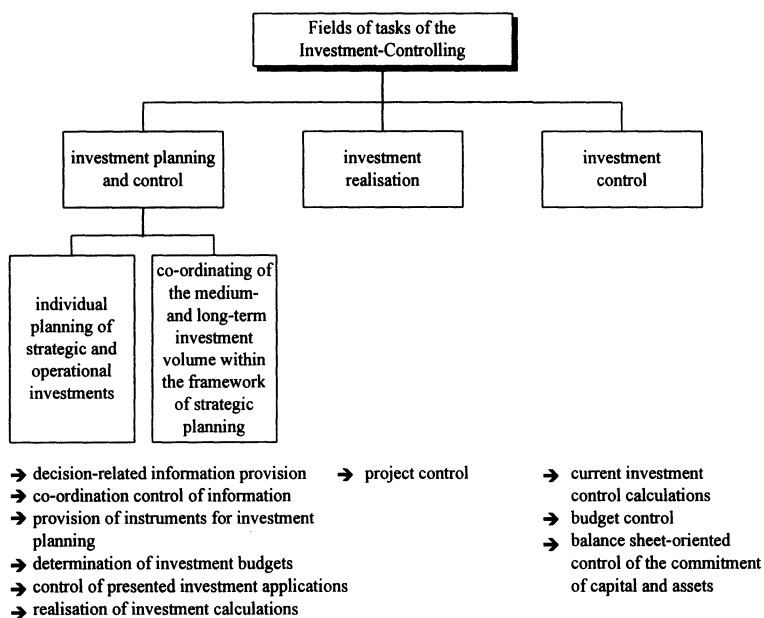 Fields of tasks of the
Investment-Controlling
investment planning
and control
investment
realisation
investment
control
individual
planning of
strategic and
operational
investments
co-ordinating of
the medium-
and long-term
investment
volume within
the framework
of strategic
planning
→ decision-related information provision
→ co-ordination control of information
→ provision of instruments for investment
planning
→ determination of investment budgets
→ control of presented investment applications
→ realisation of investment calculations
→ project control
→ current investment
control calculations
→ budget control
→ balance sheet-oriented
control of the commitment
of capital and assets